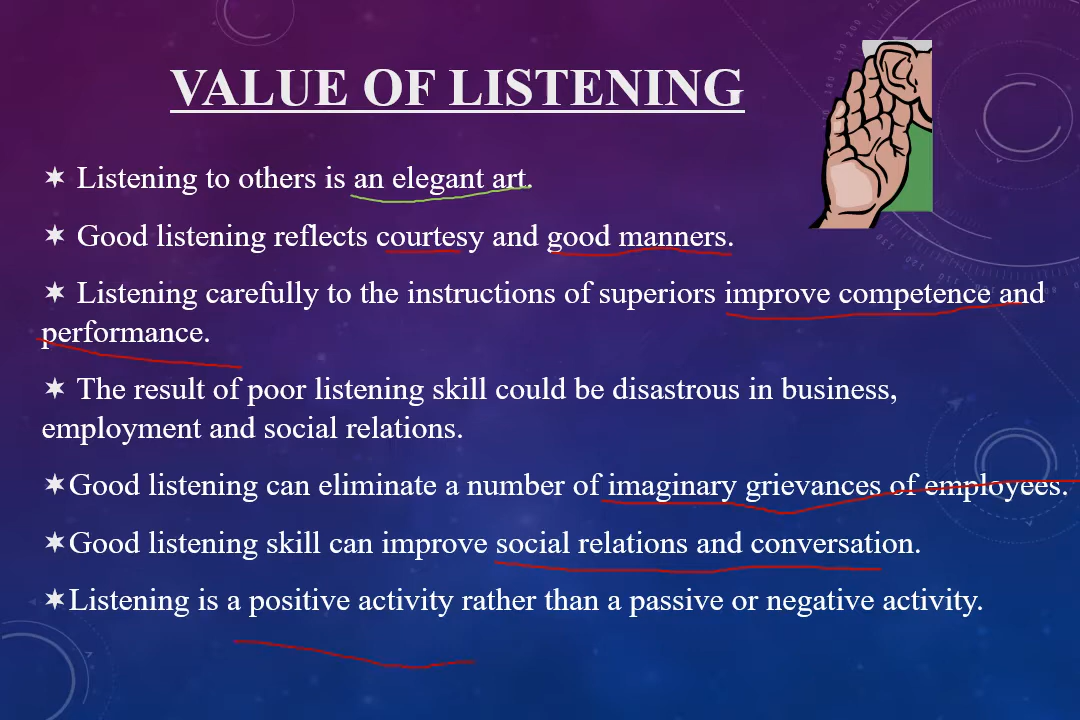 VALUE OF LISTENING
✶ Listening to others is an elegant art.
✶ Good listening reflects courtesy and good manners.
✶ Listening carefully to the instructions of superiors improve competence and
performance.
✶ The result of poor listening skill could be disastrous in business,
employment and social relations.
✶Good listening can eliminate a number of imaginary grievances of employees.
✶Good listening skill can improve social relations and conversation.
✶Listening is a positive activity rather than a passive or negative activity.